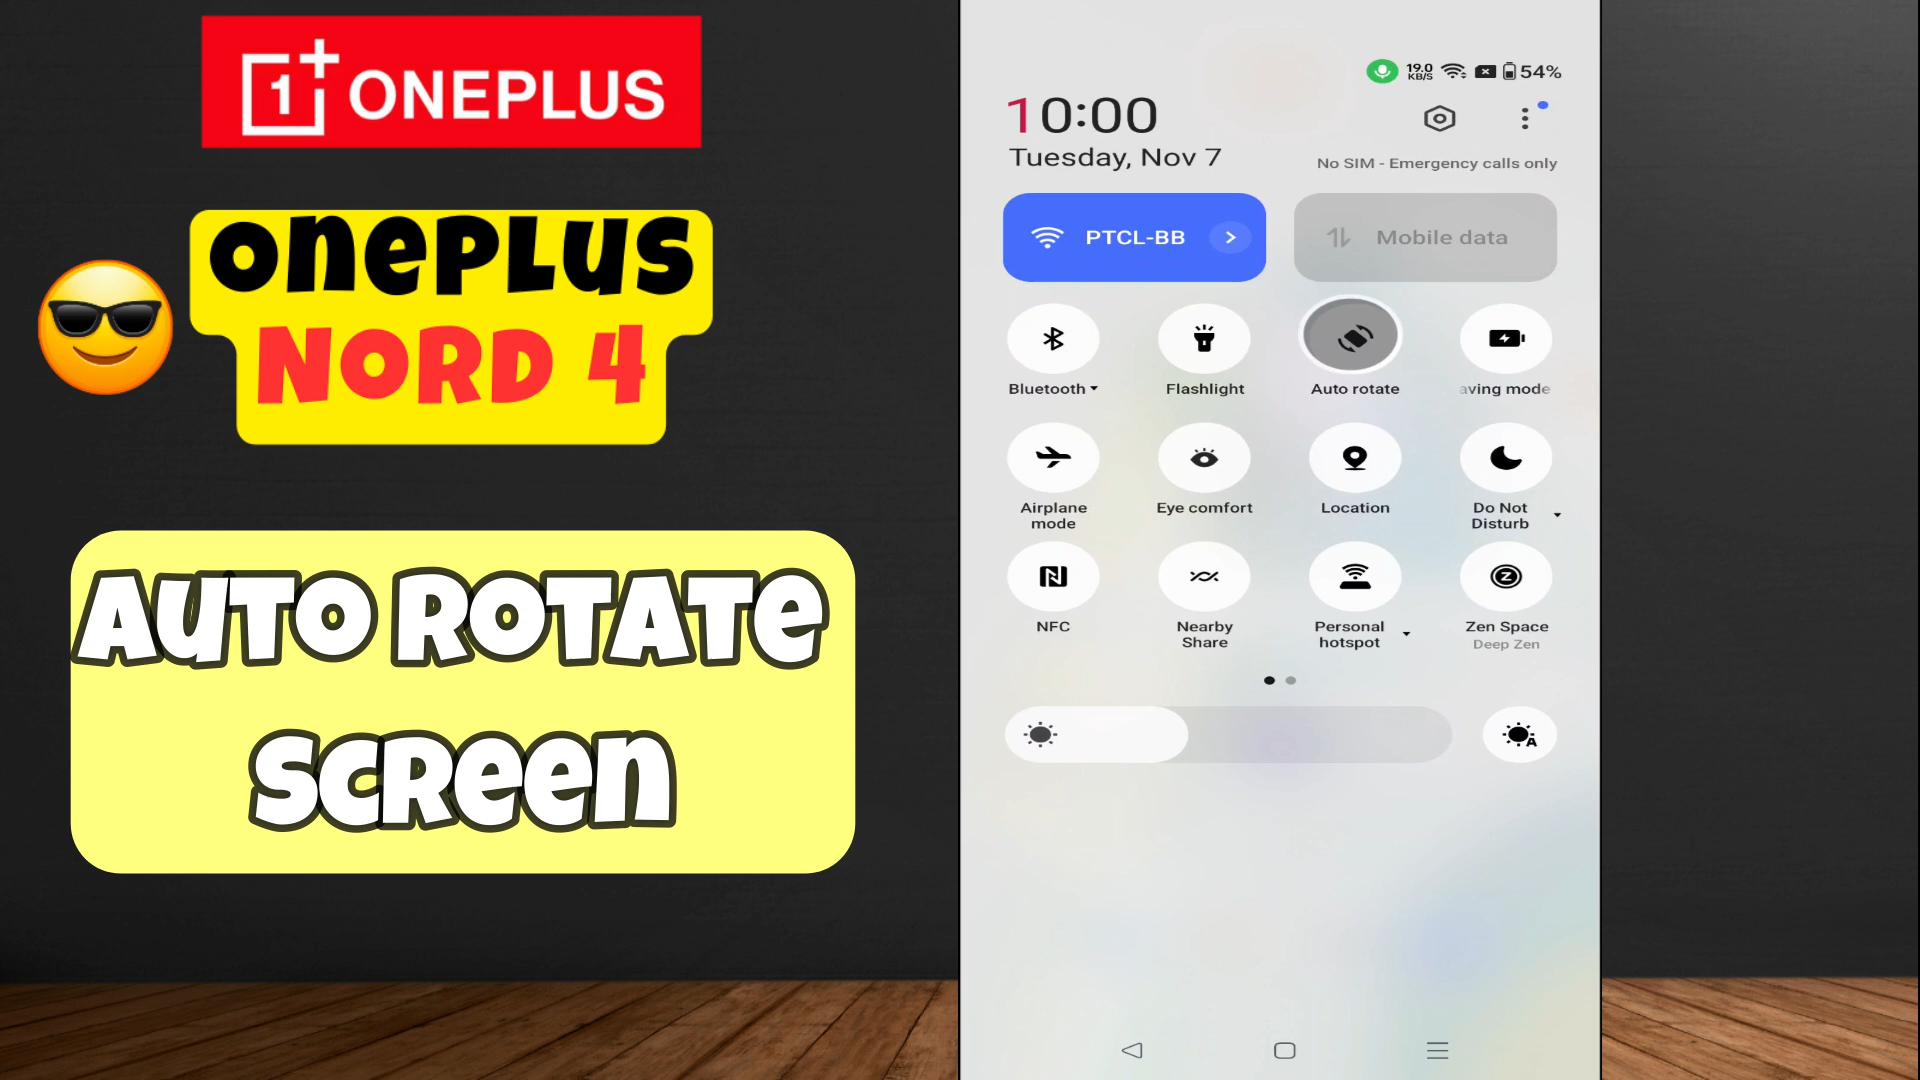 1 ONEPLUS
ONEPLUS
NORD 4
AUTO ROTATE
SCREEN
19.0
KB/S
54%
10:00
Tuesday, Nov 7
No SIM - Emergency calls only
PTCL-BB
Mobile data
Bluetooth
Flashlight
Auto rotate
aving mode
Airplane
mode
Eye comfort
Location
Do Not
Disturb
NFC
Nearby
Share
Personal
hotspot
Zen Space
Deep Zen
A